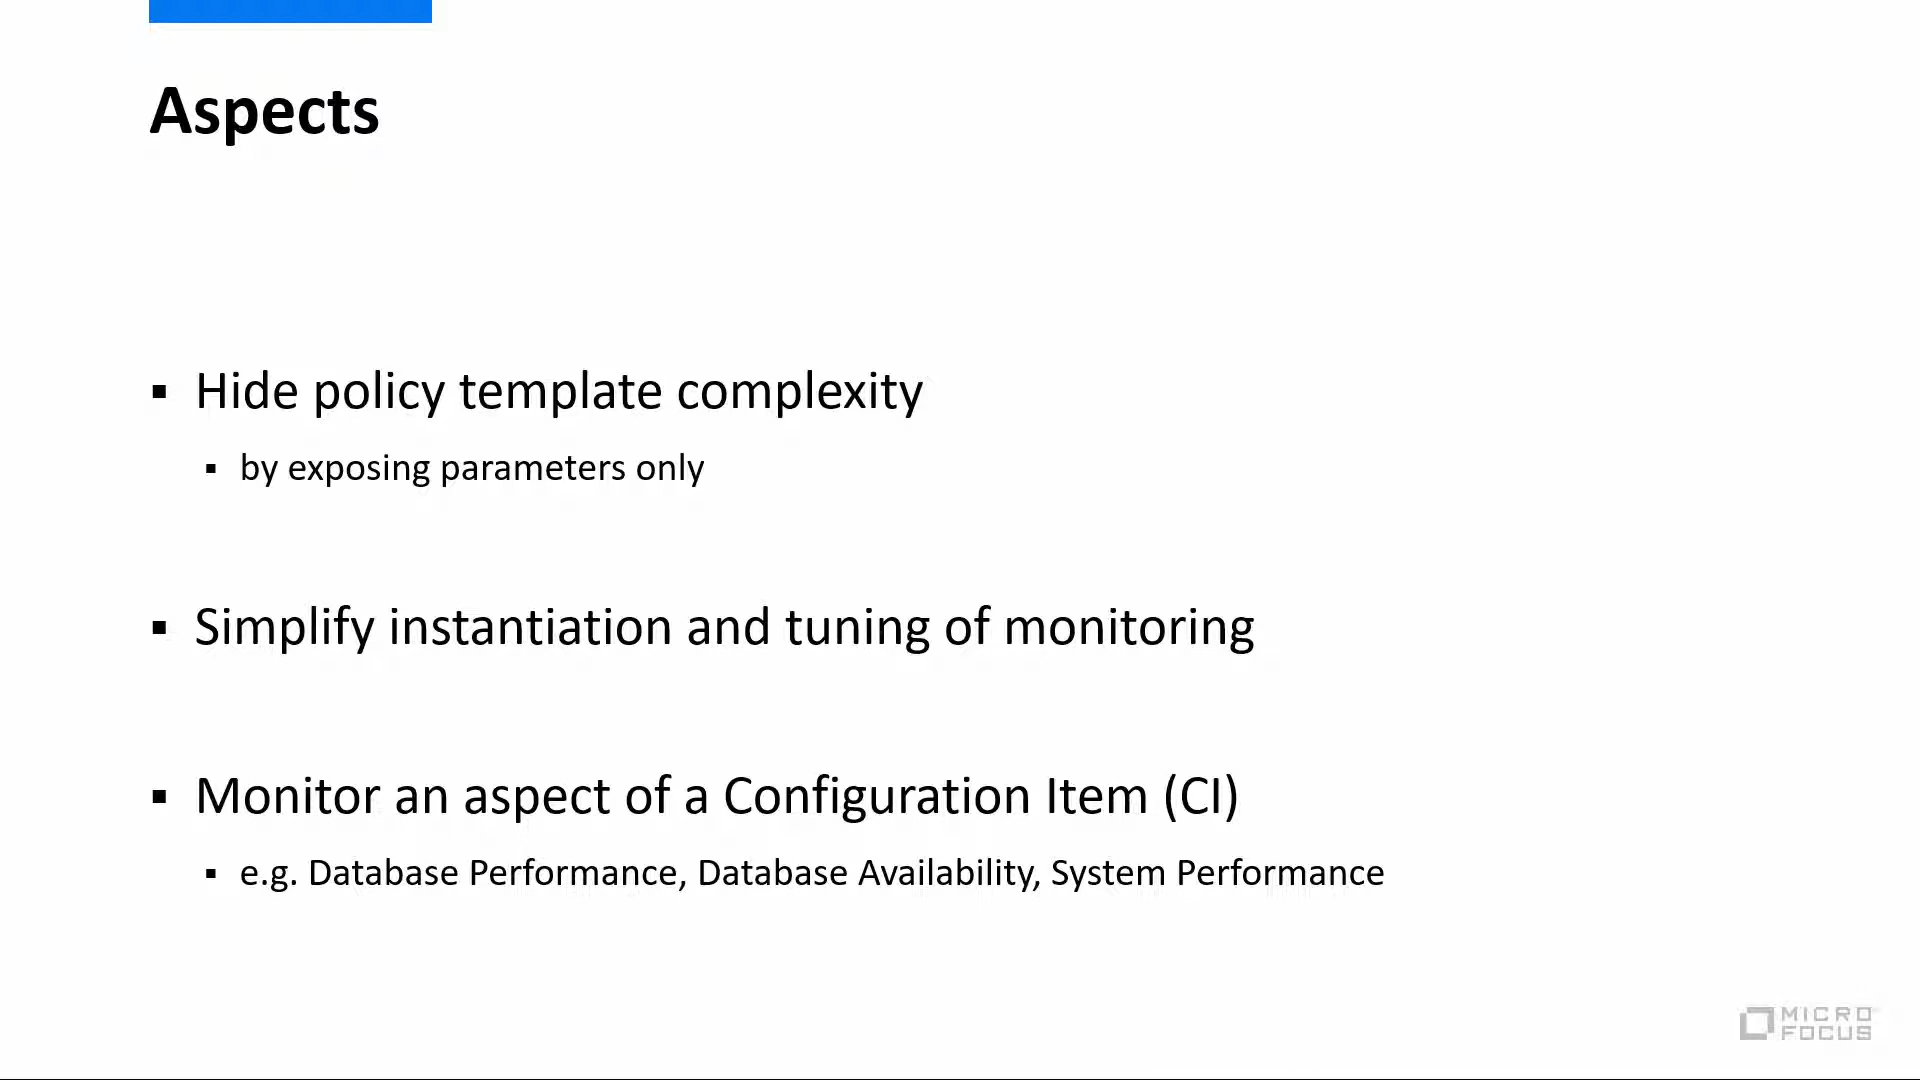 Aspects
▪ Hide policy template complexity
▪ by exposing parameters only
▪ Simplify instantiation and tuning of monitoring
▪ Monitor an aspect of a Configuration Item (CI)
▪ e.g. Database Performance, Database Availability, System Performance
MICRO
FOCUS